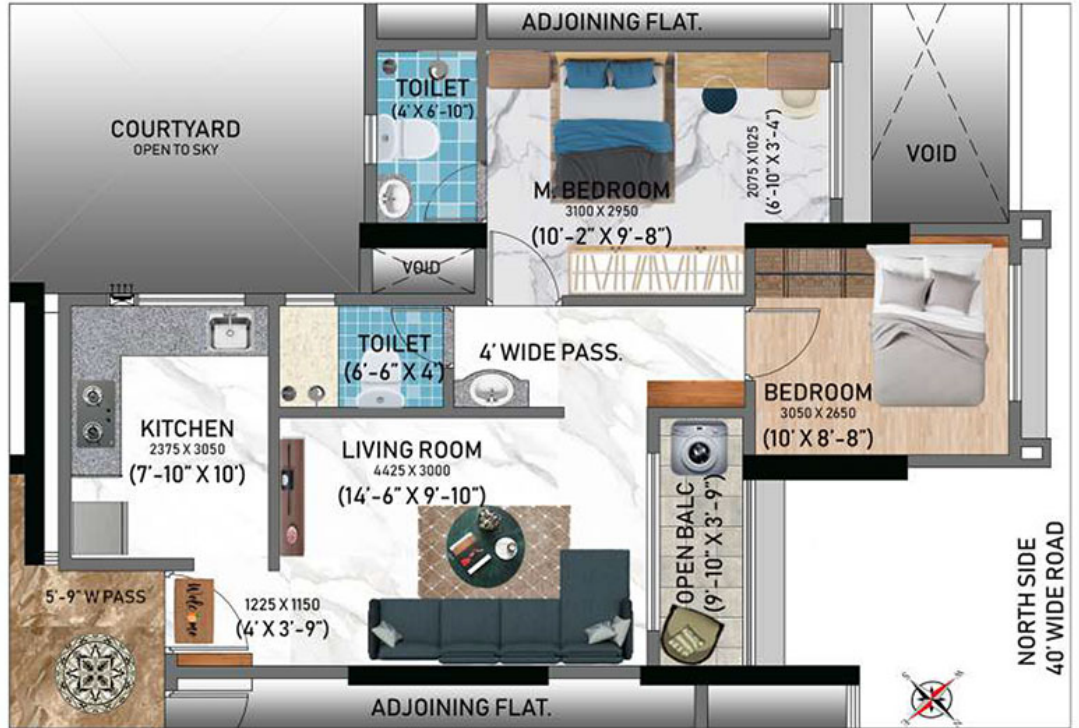 ADJOINING FLAT.
TOILET
(4' X 6'-10")
COURTYARD
OPEN TO SKY
2075 X 1025
(6'-10" X 3'-4")
VOID
M. BEDROOM
3100 X 2950
(10'-2" X 9'-8")
VOID
TOILET
(6'-6" X 4')
4' WIDE PASS.
BEDROOM
3050 X 2650
(10' X 8'-8")
KITCHEN
2375 X 3050
(7'-10" X 10')
LIVING ROOM
4425 X 3000
(14'-6" X 9'-10")
OPEN BALC
(9'-10" X 3'-9")
5'-9" W PASS
Welcome
1225 X 1150
(4' X 3'-9")
NORTH SIDE
40' WIDE ROAD
ADJOINING FLAT.
S
W
E
N